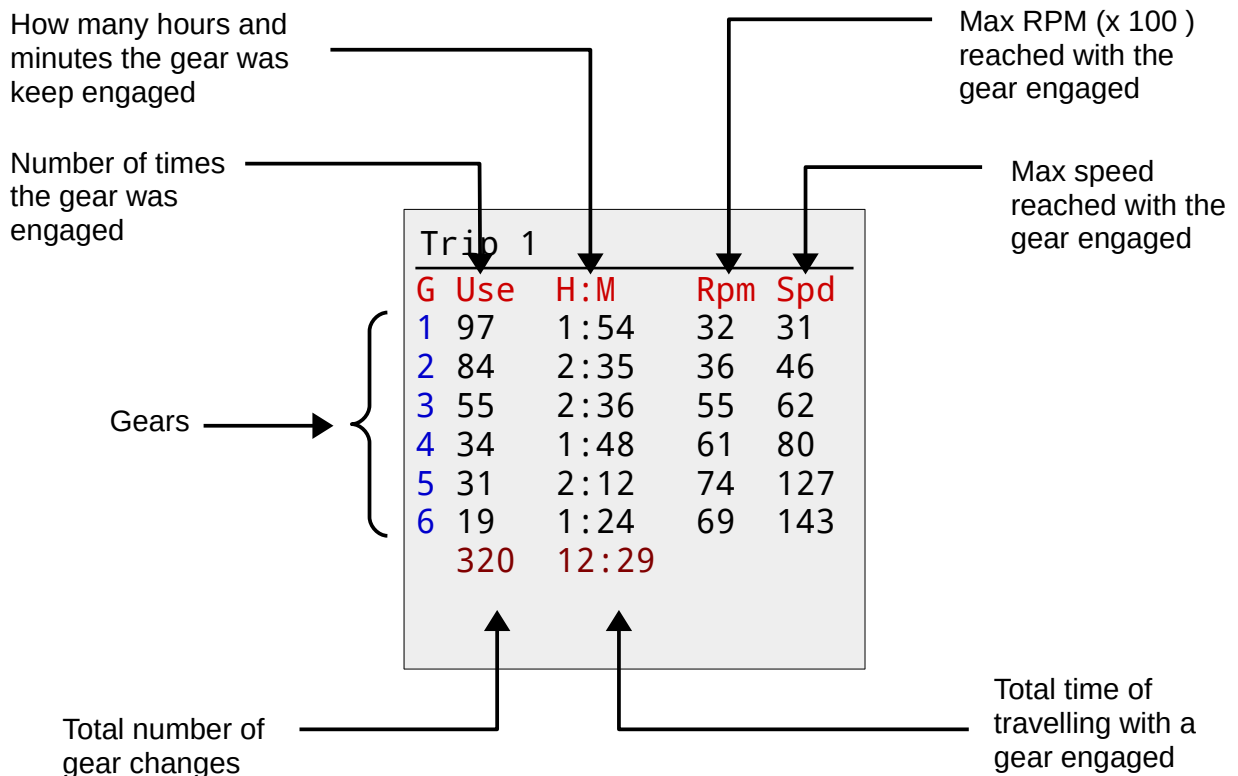 How many hours and
minutes the gear was
keep engaged
Max RPM (x 100 )
reached with the
gear engaged
Number of times
the gear was
engaged
Max speed
reached with the
gear engaged
Trip 1
G Use H:M Rpm Spd
1 97 1:54 32 31
2 84 2:35 36 46
3 55 2:36 55 62
4 34 1:48 61 80
5 31 2:12 74 127
6 19 1:24 69 143
320 12:29
Gears
Total number of
gear changes
Total time of
travelling with a
gear engaged